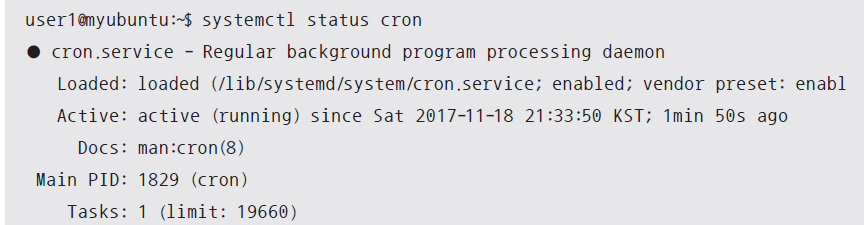 user1@myubuntu:~$ systemctl status cron
● cron.service - Regular background program processing daemon
Loaded: loaded (/lib/systemd/system/cron.service; enabled; vendor preset: enabl
Active: active (running) since Sat 2017-11-18 21:33:50 KST; 1min 50s ago
Docs: man:cron(8)
Main PID: 1829 (cron)
Tasks: 1 (limit: 19660)